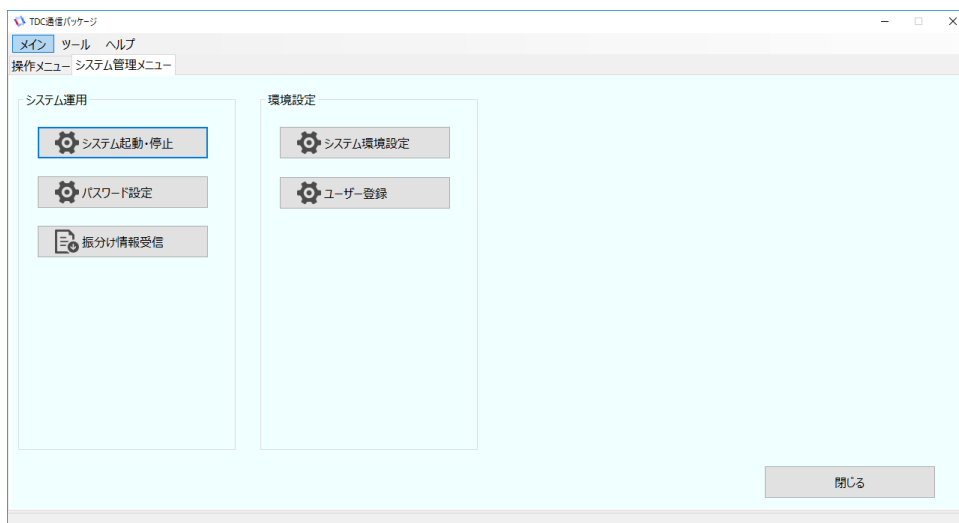 TDC通信パッケージ
メイン ツール ヘルプ
操作メニュー システム管理メニュー
システム運用
システム起動・停止
パスワード設定
振分け情報受信
環境設定
システム環境設定
ユーザー登録
閉じる